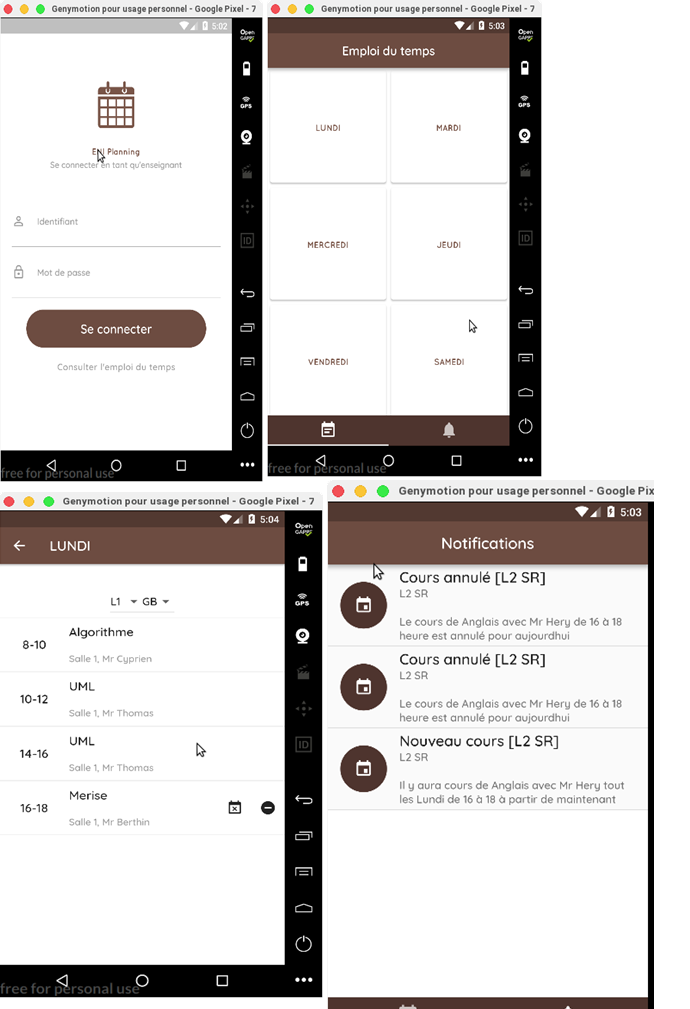 Genymotion pour usage personnel - Google Pixel - 7
5:02
Open
GAPPS
GPS
Planning
Se connecter en tant qu'enseignant
ID
Identifiant
Mot de passe
Se connecter
Consulter l'emploi du temps
free for personal use
Genymotion pour usage personnel - Google Pixel - 7
5:03
Open
GAPPS
Emploi du temps
GPS
LUNDI
MARDI
ID
MERCREDI
JEUDI
VENDREDI
SAMEDI
free for personal use
Genymotion pour usage personnel - Google Pixel - 7
5:04
Open
GAPPS
LUNDI
GPS
L1 GB
8-10
Algorithme
Salle 1, Mr Cyprien
10-12
UML
Salle 1, Mr Thomas
ID
14-16
UML
Salle 1, Mr Thomas
16-18
Merise
Salle 1, Mr Berthin
free for personal use
Genymotion pour usage personnel - Google Pix
5:03
Notifications
Cours annulé [L2 SR]
L2 SR
Le cours de Anglais avec Mr Hery de 16 à 18
heure est annulé pour aujourdhui
Cours annulé [L2 SR]
L2 SR
Le cours de Anglais avec Mr Hery de 16 à 18
heure est annulé pour aujourdhui
Nouveau cours [L2 SR]
L2 SR
Il y aura cours de Anglais avec Mr Hery tout
les Lundi de 16 à 18 à partir de maintenant